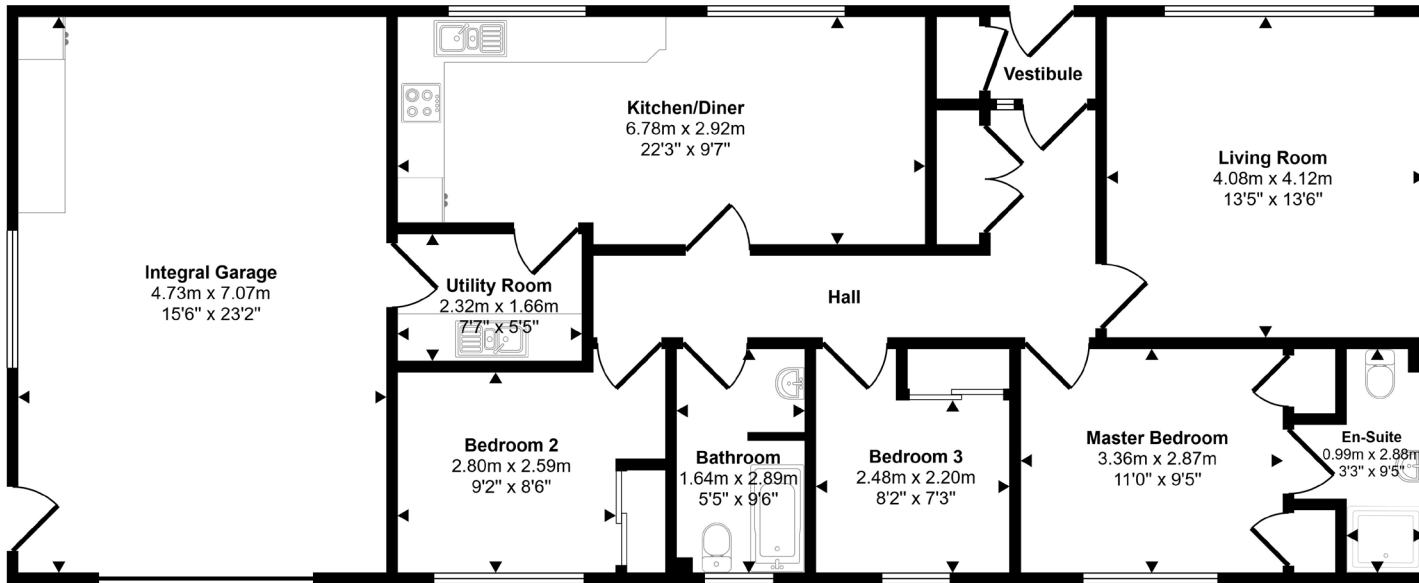 Vestibule
Kitchen/Diner
6.78m x 2.92m
22'3" x 9'7"
Living Room
4.08m x 4.12m
13'5" x 13'6"
Integral Garage
4.73m x 7.07m
15'6" x 23'2"
Utility Room
2.32m x 1.66m
7'7" x 5'5"
Hall
Bedroom 2
2.80m x 2.59m
9'2" x 8'6"
Bathroom
1.64m x 2.89m
5'5" x 9'6"
Bedroom 3
2.48m x 2.20m
8'2" x 7'3"
Master Bedroom
3.36m x 2.87m
11'0" x 9'5"
En-Suite
0.99m x 2.88m
3'3" x 9'5"